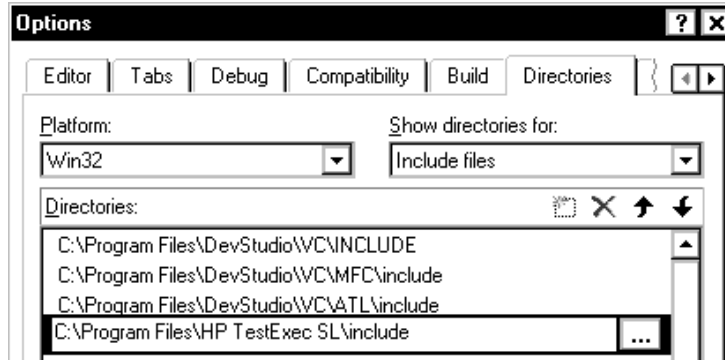 Options
Editor Tabs Debug Compatibility Build Directories
Platform: Show directories for:
Win32 Include files
Directories:
C:\Program Files\DevStudio\VC\INCLUDE
C:\Program Files\DevStudio\VC\MFC\include
C:\Program Files\DevStudio\VC\ATL\include
C:\Program Files\HP TestExec SL\include ...